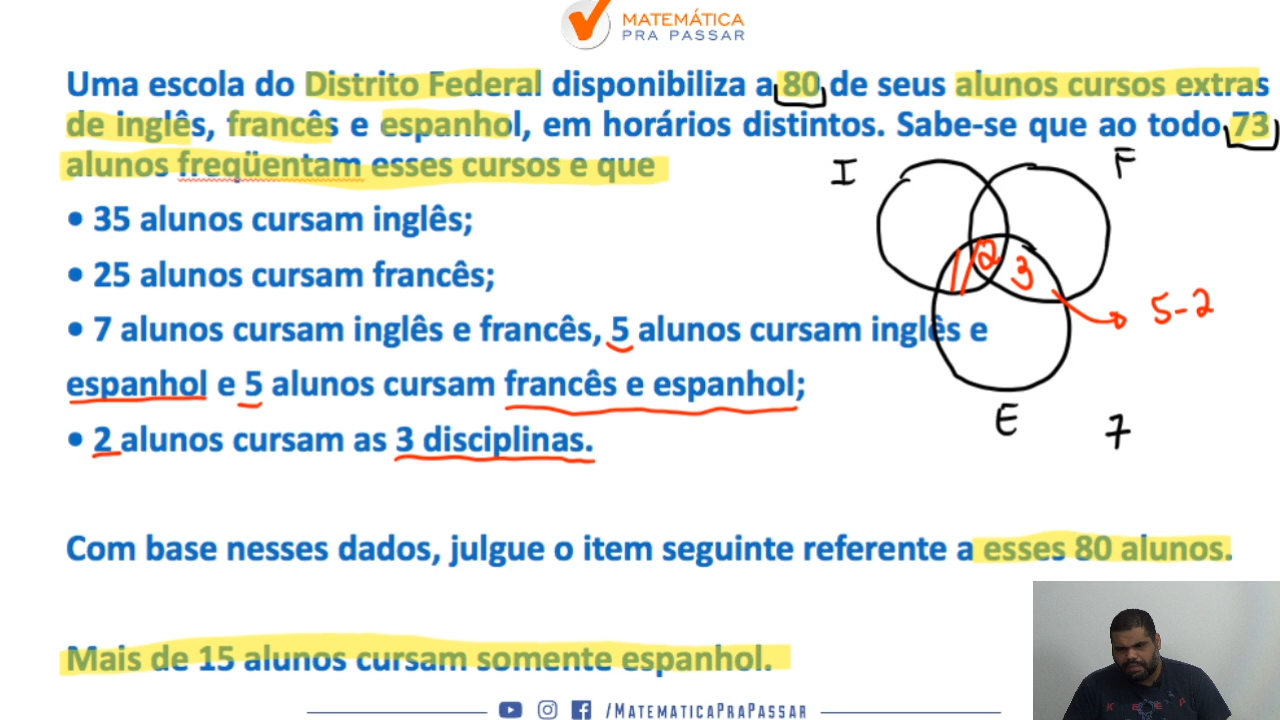 MATEMÁTICA
PRA PASSAR
Uma escola do Distrito Federal disponibiliza a 80 de seus alunos cursos extras
de inglês, francês e espanhol, em horários distintos. Sabe-se que ao todo 73
alunos freqüentam esses cursos e que
I
F
• 35 alunos cursam inglês;
• 25 alunos cursam francês;
2
3
5-2
• 7 alunos cursam inglês e francês, 5 alunos cursam inglês e
espanhol e 5 alunos cursam francês e espanhol;
E
7
• 2 alunos cursam as 3 disciplinas.
Com base nesses dados, julgue o item seguinte referente a esses 80 alunos.
Mais de 15 alunos cursam somente espanhol.
/MATEMATICAPRAPASSAR